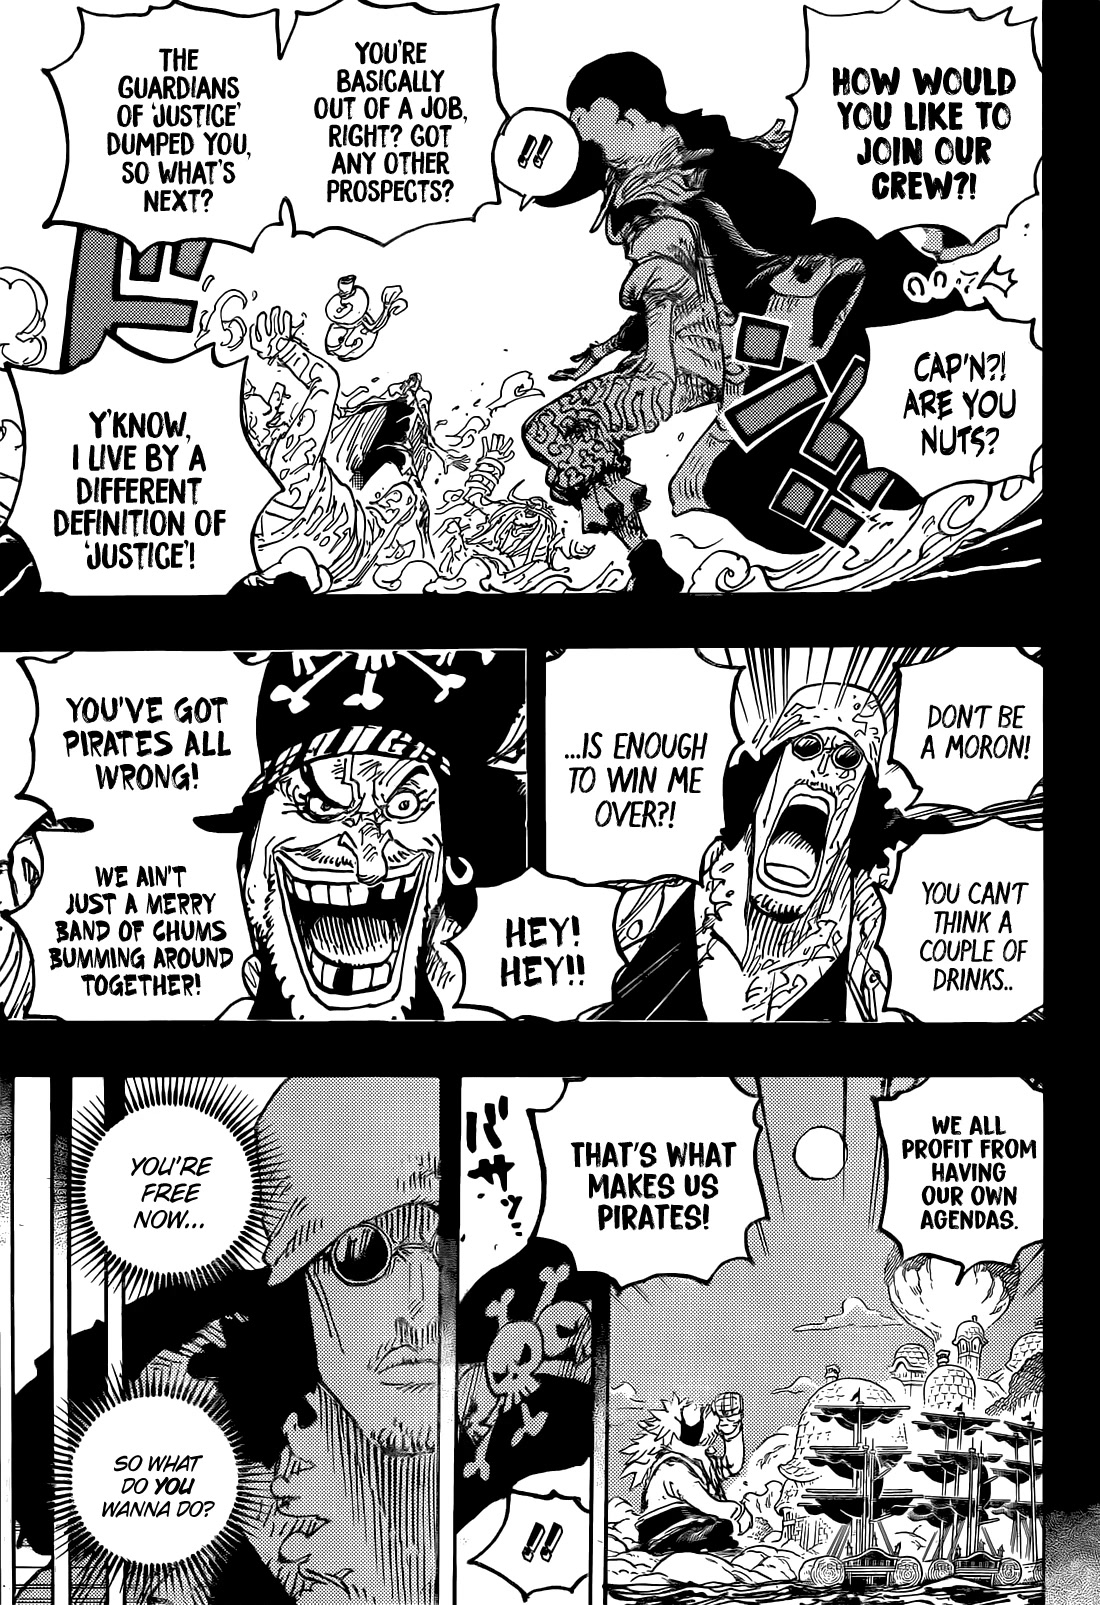 HOW WOULD
YOU LIKE TO
JOIN OUR
CREW?!
!!
YOU'RE
BASICALLY
OUT OF A JOB,
RIGHT? GOT
ANY OTHER
PROSPECTS?
THE
GUARDIANS
OF 'JUSTICE'
DUMPED YOU,
SO WHAT'S
NEXT?
CAP'N?!
ARE YOU
NUTS?
Y'KNOW,
I LIVE BY A
DIFFERENT
DEFINITION OF
'JUSTICE'!
ド
DON'T BE
A MORON!
YOU CAN'T
THINK A
COUPLE OF
DRINKS..
...IS ENOUGH
TO WIN ME
OVER?!
HEY!
HEY!!
YOU'VE GOT
PIRATES ALL
WRONG!
WE AIN'T
JUST A MERRY
BAND OF CHUMS
BUMMING AROUND
TOGETHER!
WE ALL
PROFIT FROM
HAVING
OUR OWN
AGENDAS.
THAT'S WHAT
MAKES US
PIRATES!
バサッ
!!
YOU'RE
FREE
NOW...
SO WHAT
DO YOU
WANNA DO?